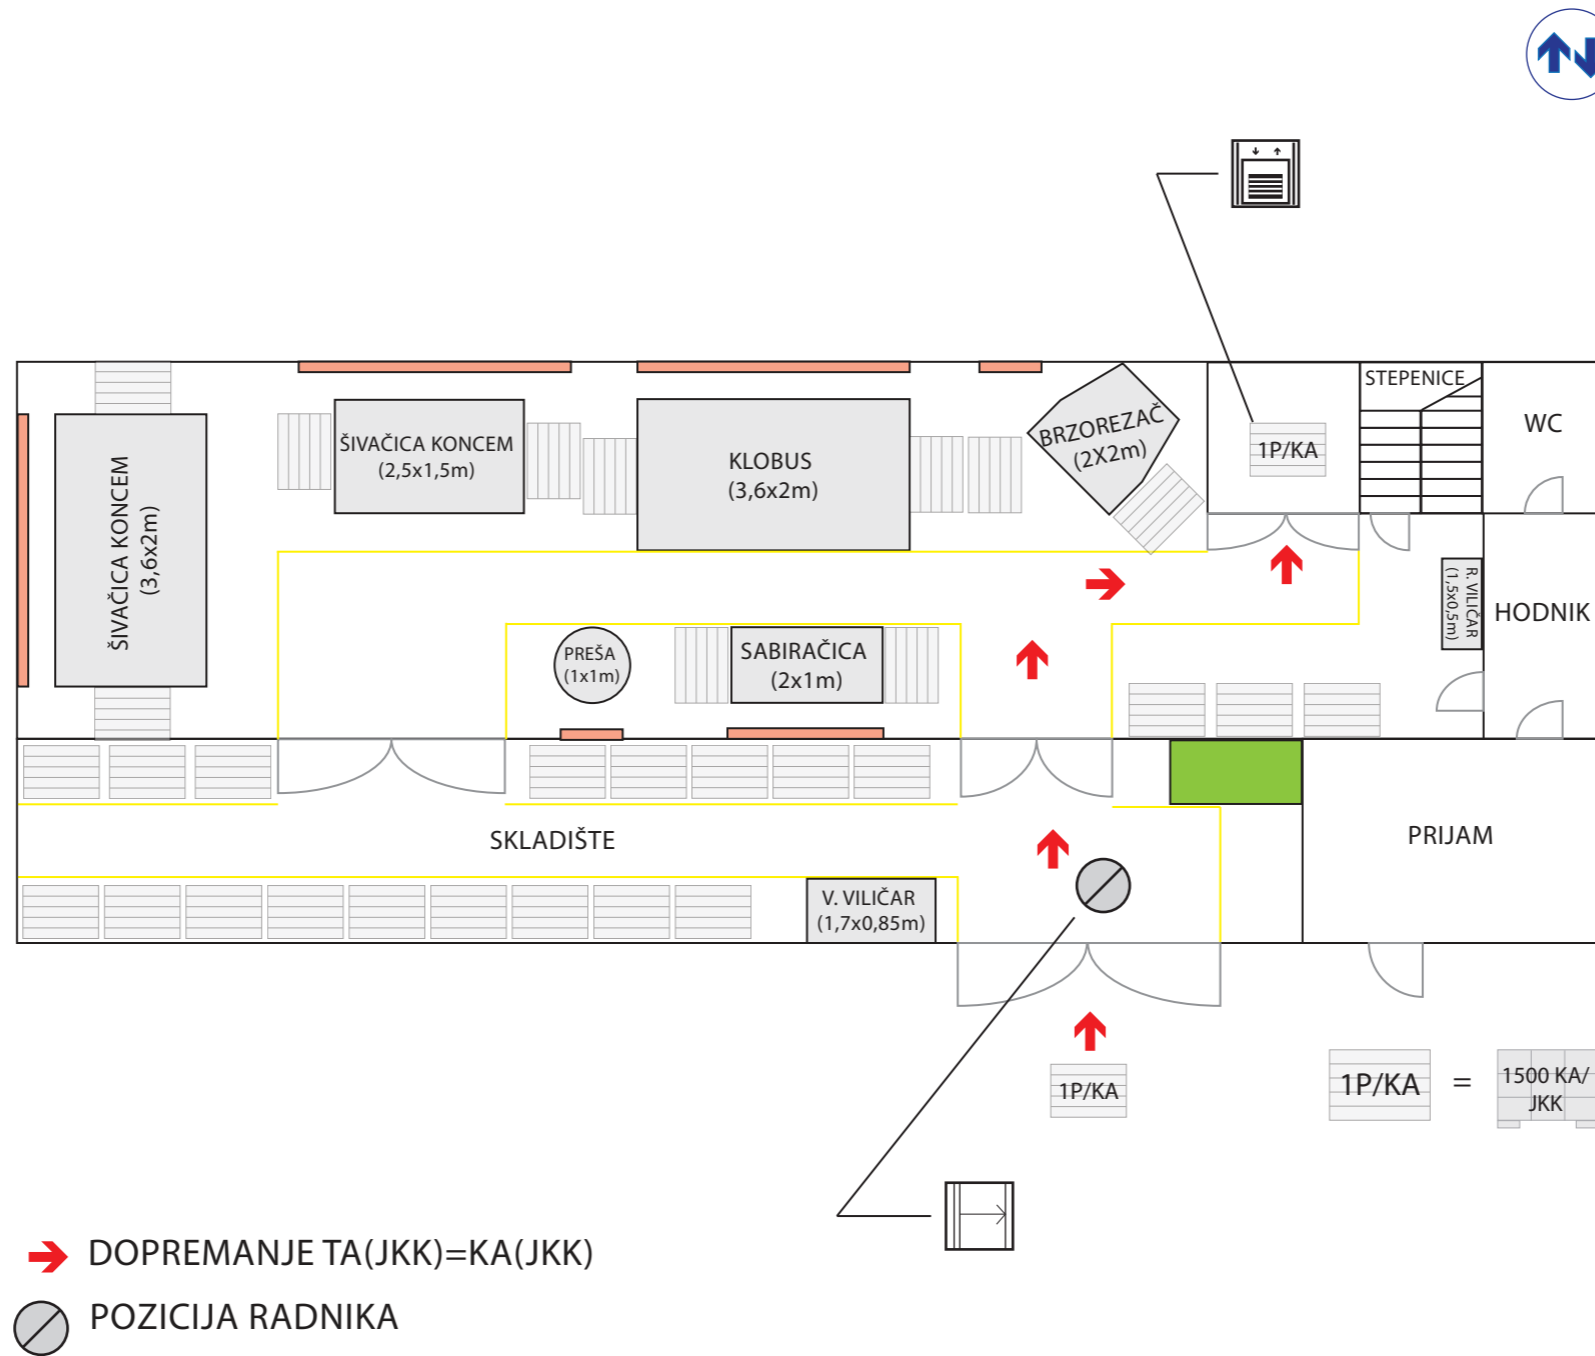 STEPENICE
WC
BRZOREZAČ
(2X2m)
1P/KA
ŠIVAČICA KONCEM
(2,5x1,5m)
KLOBUS
(3,6x2m)
ŠIVAČICA KONCEM
(3,6x2m)
R. VILIČAR
(1,5x0,5m)
HODNIK
PREŠA
(1x1m)
SABIRAČICA
(2x1m)
SKLADIŠTE
PRIJAM
V. VILIČAR
(1,7x0,85m)
1P/KA
1P/KA
=
1500 KA/
JKK
DOPREMANJE TA(JKK)=KA(JKK)
POZICIJA RADNIKA